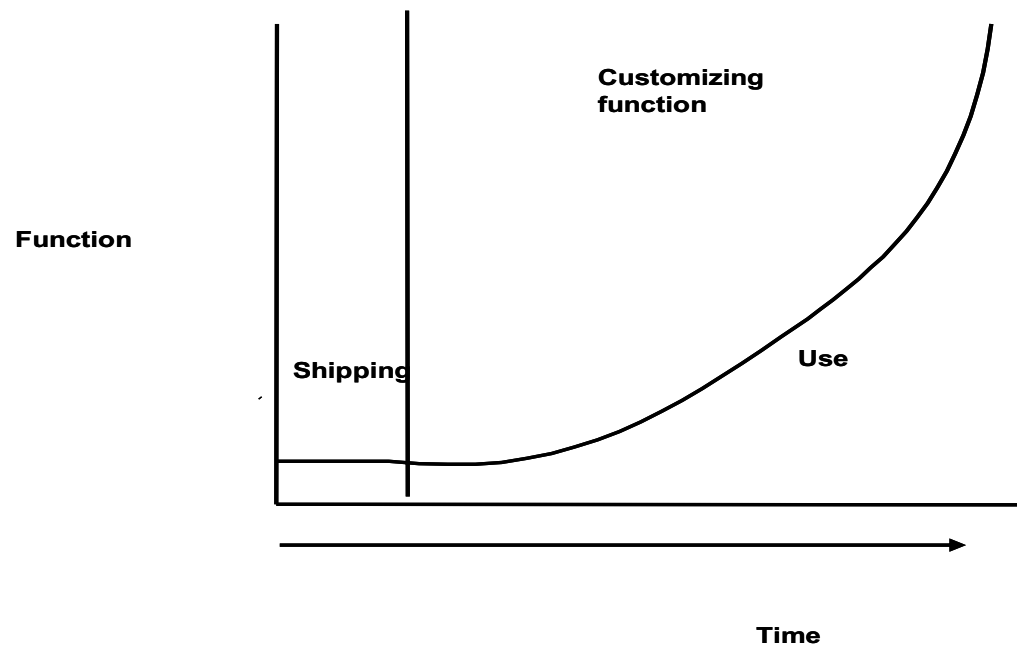 Customizing
function
Function
Use
Shipping
Time